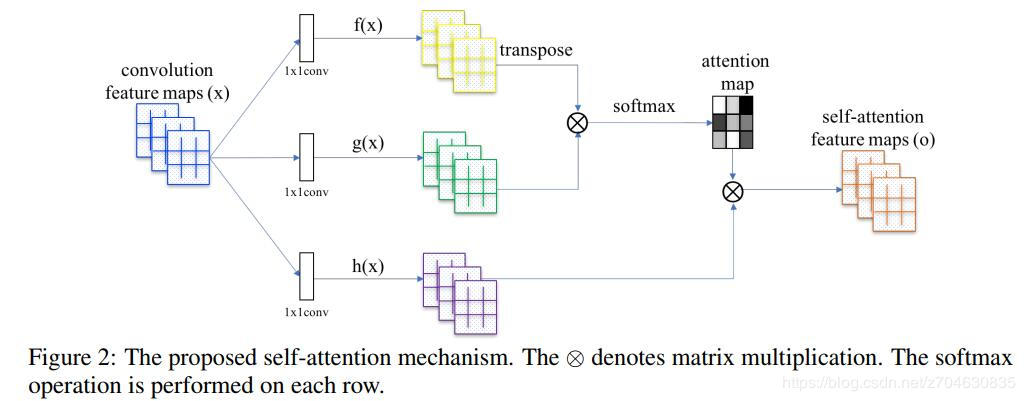 f(x)
1x1conv
transpose
convolution
feature maps (x)
attention
map
softmax
self-attention
feature maps (o)
g(x)
1x1conv
h(x)
1x1conv
Figure 2: The proposed self-attention mechanism. The ⊗ denotes matrix multiplication. The softmax
operation is performed on each row.
https://blog.csdn.net/z704630835